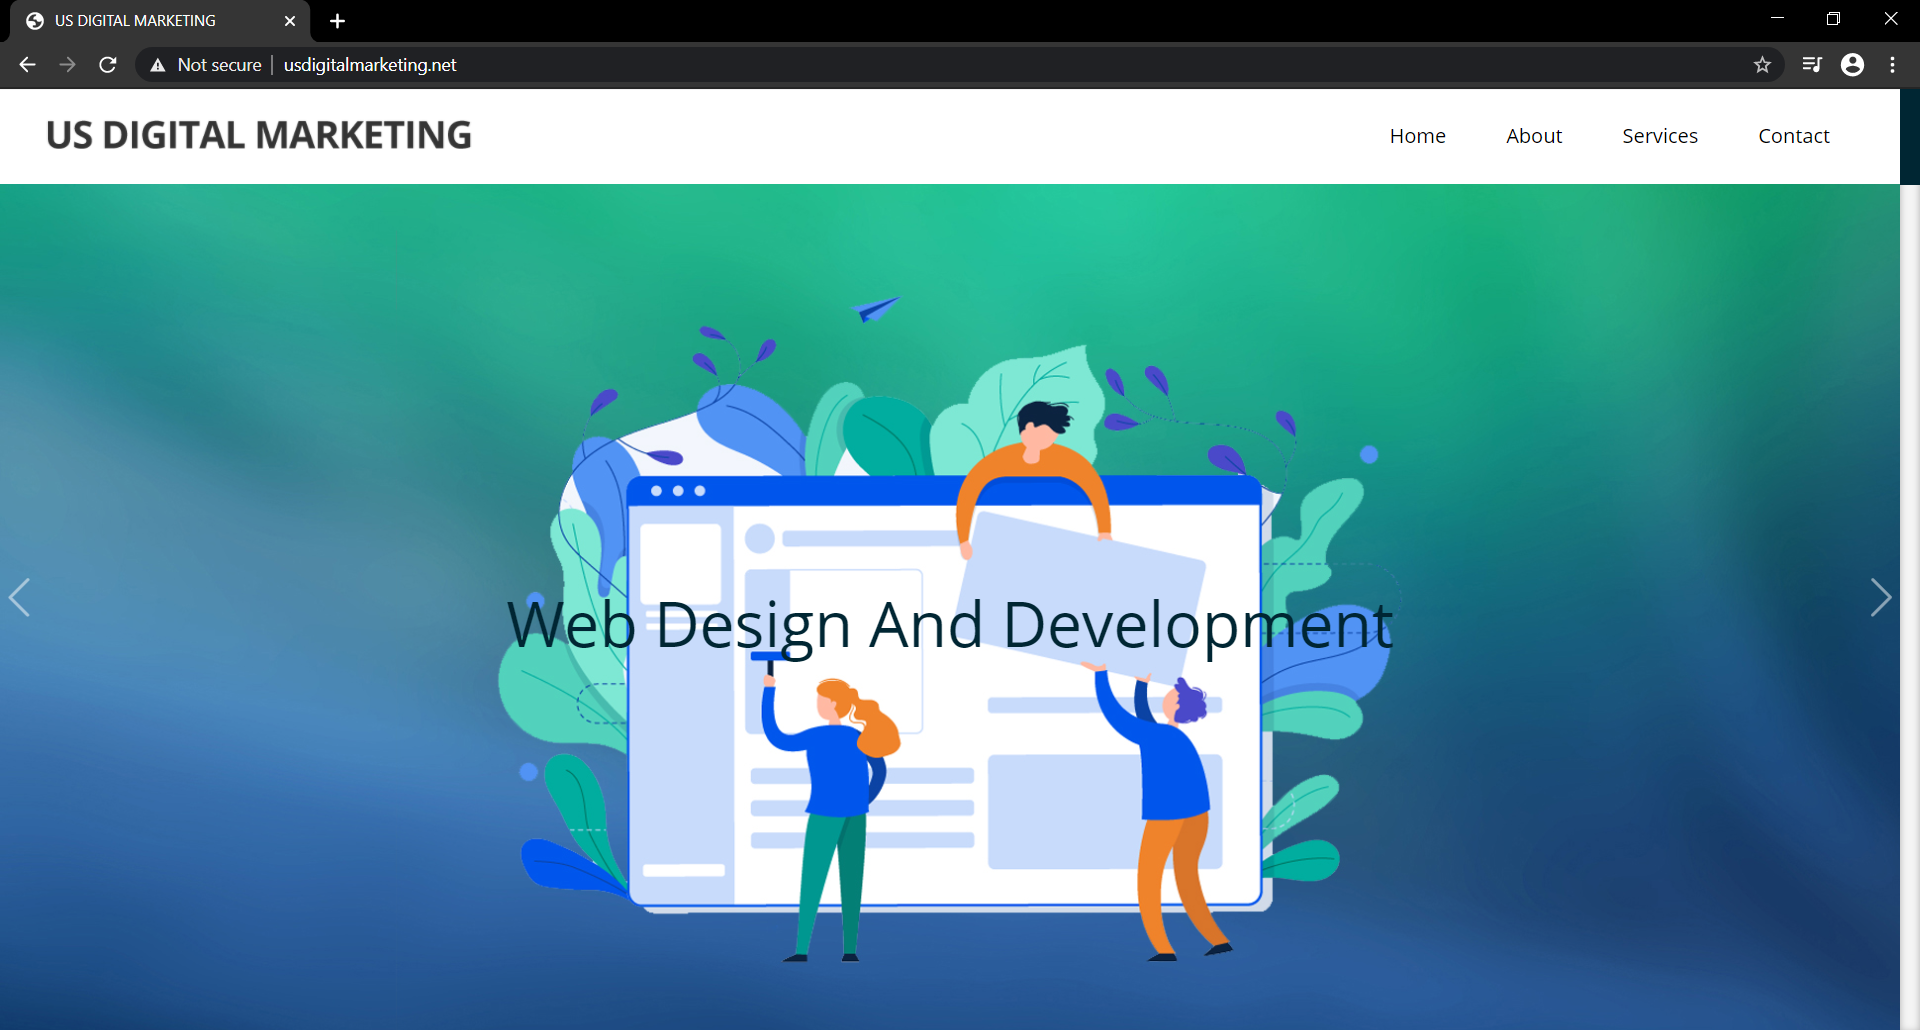 US DIGITAL MARKETING
Not secure
usdigitalmarketing.net
US DIGITAL MARKETING
Home
About
Services
Contact
Web Design And Development